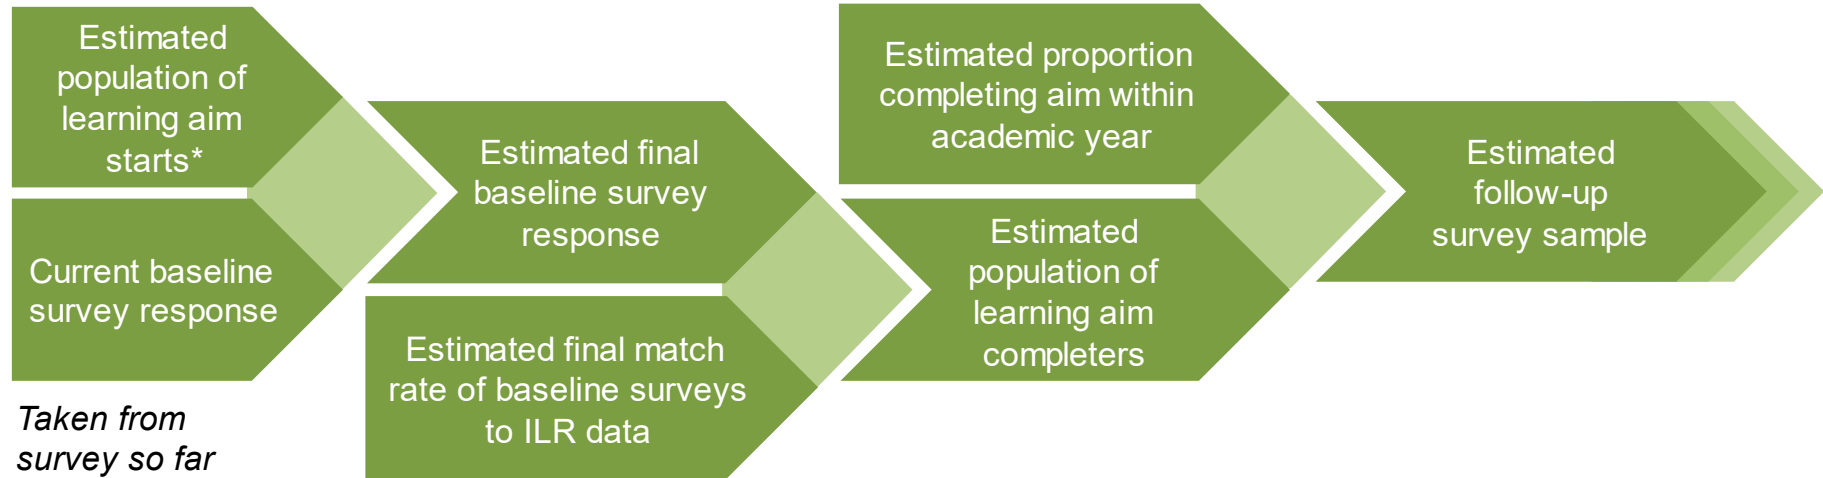 Estimated
population of
learning aim
starts*
Current baseline
survey response
Taken from
survey so far
Estimated final
baseline survey
response
Estimated final match
rate of baseline surveys
to ILR data
Estimated proportion
completing aim within
academic year
Estimated
population of
learning aim
completers
Estimated
follow-up
survey sample